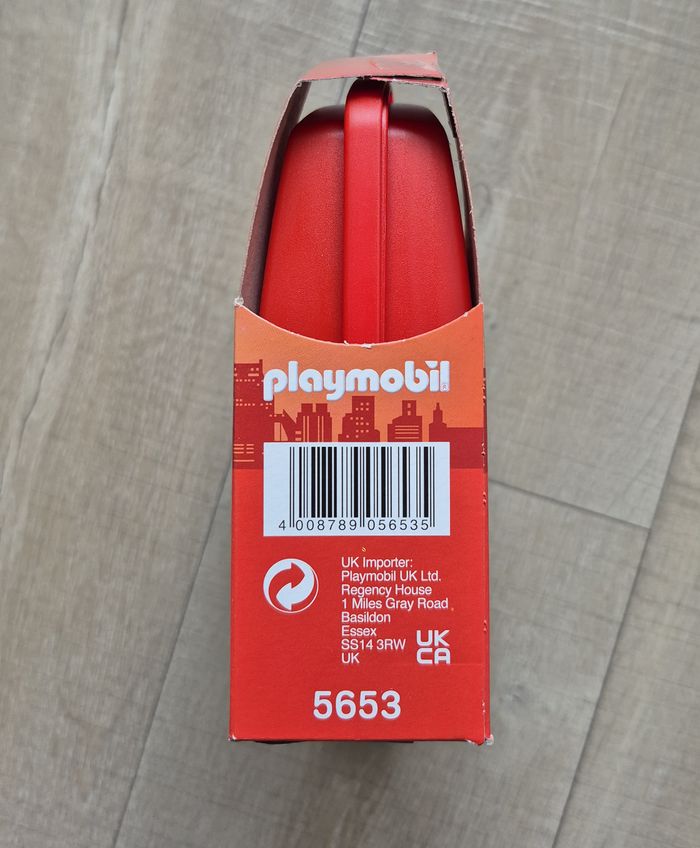 playmobil
4 008789 056535
UK Importer:
Playmobil UK Ltd.
Regency House
1 Miles Gray Road
Basildon
Essex
SS14 3RW
UK
UK
CA
5653